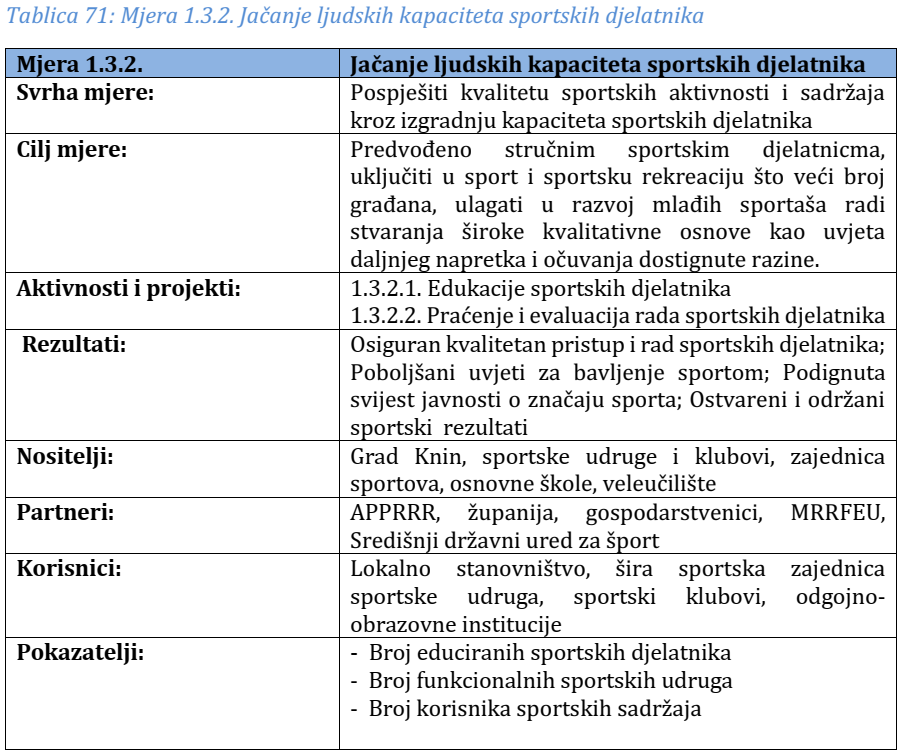 Tablica 71: Mjera 1.3.2. Jačanje ljudskih kapaciteta sportskih djelatnika
Mjera 1.3.2. Jačanje ljudskih kapaciteta sportskih djelatnika
Svrha mjere: Pospješiti kvalitetu sportskih aktivnosti i sadržaja
kroz izgradnju kapaciteta sportskih djelatnika
Cilj mjere: Predvođeno stručnim sportskim djelatnicma,
uključiti u sport i sportsku rekreaciju što veći broj
građana, ulagati u razvoj mlađih sportaša radi
stvaranja široke kvalitativne osnove kao uvjeta
daljnjeg napretka i očuvanja dostignute razine.
Aktivnosti i projekti: 1.3.2.1. Edukacije sportskih djelatnika
1.3.2.2. Praćenje i evaluacija rada sportskih djelatnika
Rezultati: Osiguran kvalitetan pristup i rad sportskih djelatnika;
Poboljšani uvjeti za bavljenje sportom; Podignuta
svijest javnosti o značaju sporta; Ostvareni i održani
sportski rezultati
Nositelji: Grad Knin, sportske udruge i klubovi, zajednica
sportova, osnovne škole, veleučilište
Partneri: APPRRR, županija, gospodarstvenici, MRRFEU,
Središnji državni ured za šport
Korisnici: Lokalno stanovništvo, šira sportska zajednica
sportske udruga, sportski klubovi, odgojno-
obrazovne institucije
Pokazatelji: - Broj educiranih sportskih djelatnika
- Broj funkcionalnih sportskih udruga
- Broj korisnika sportskih sadržaja